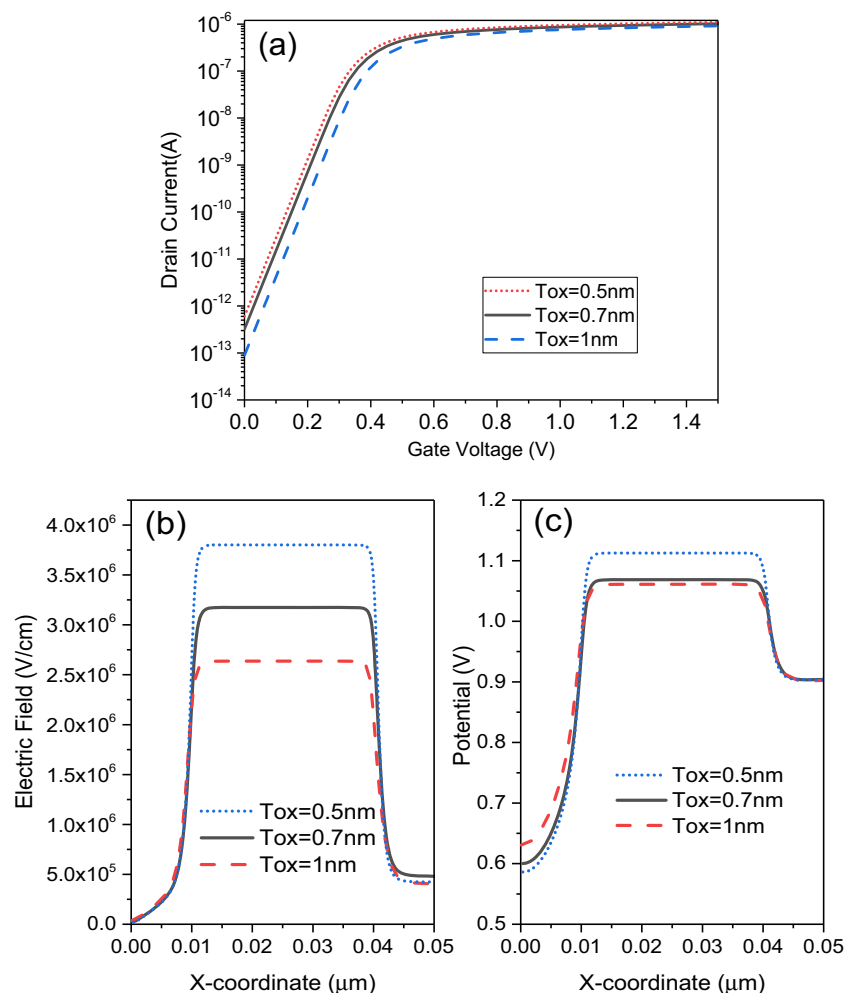 (a)
Drain Current(A)
10^-6
10^-7
10^-8
10^-9
10^-10
10^-11
10^-12
10^-13
10^-14
Tox=0.5nm
Tox=0.7nm
Tox=1nm
0.0 0.2 0.4 0.6 0.8 1.0 1.2 1.4
Gate Voltage (V)
(b)
Electric Field (V/cm)
4.0x10^6
3.5x10^6
3.0x10^6
2.5x10^6
2.0x10^6
1.5x10^6
1.0x10^6
5.0x10^5
0.0
Tox=0.5nm
Tox=0.7nm
Tox=1nm
0.00 0.01 0.02 0.03 0.04 0.05
X-coordinate (μm)
(c)
Potential (V)
1.2
1.1
1.0
0.9
0.8
0.7
0.6
0.5
Tox=0.5nm
Tox=0.7nm
Tox=1nm
0.00 0.01 0.02 0.03 0.04 0.05
X-coordinate (μm)